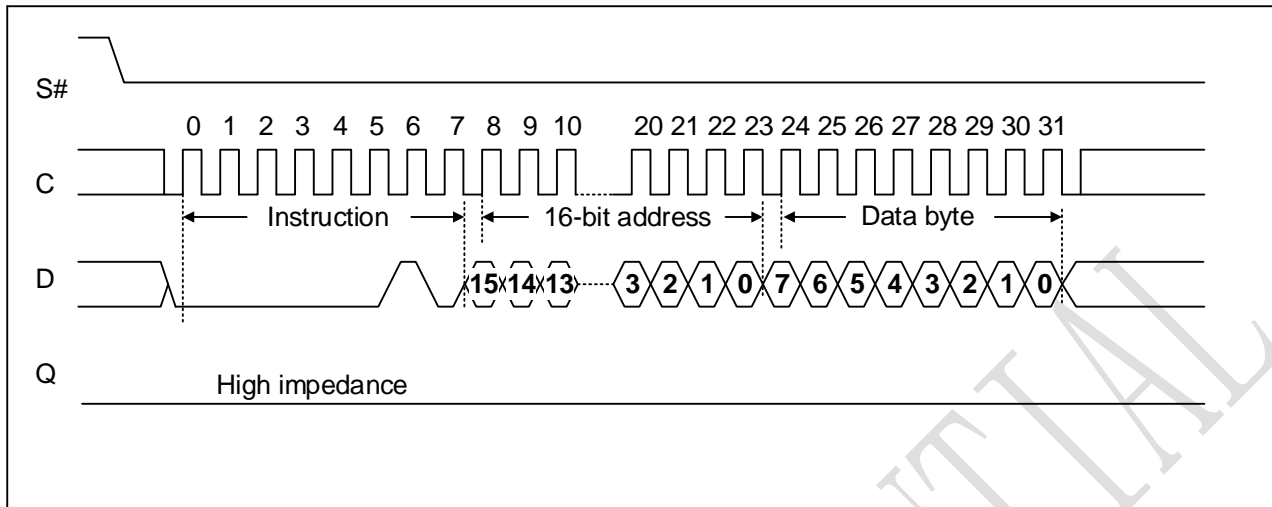 S#
0 1 2 3 4 5 6 7 8 9 10 20 21 22 23 24 25 26 27 28 29 30 31
C
Instruction 16-bit address Data byte
D
15 14 13 3 2 1 0 7 6 5 4 3 2 1 0
Q
High impedance
NTIAL